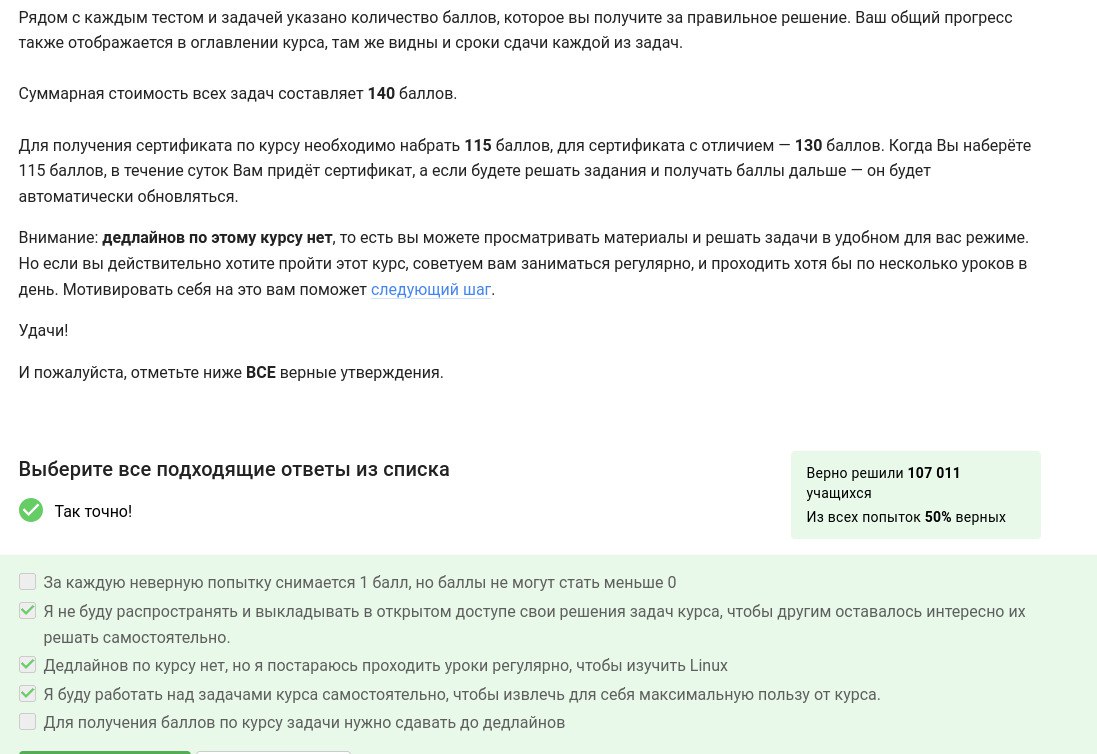 Рядом с каждым тестом и задачей указано количество баллов, которое вы получите за правильное решение. Ваш общий прогресс
также отображается в оглавлении курса, там же видны и сроки сдачи каждой из задач.
Суммарная стоимость всех задач составляет 140 баллов.
Для получения сертификата по курсу необходимо набрать 115 баллов, для сертификата с отличием — 130 баллов. Когда Вы наберёте
115 баллов, в течение суток Вам придёт сертификат, а если будете решать задания и получать баллы дальше — он будет
автоматически обновляться.
Внимание: дедлайнов по этому курсу нет, то есть вы можете просматривать материалы и решать задачи в удобном для вас режиме.
Но если вы действительно хотите пройти этот курс, советуем вам заниматься регулярно, и проходить хотя бы по несколько уроков в
день. Мотивировать себя на это вам поможет следующий шаг.
Удачи!
И пожалуйста, отметьте ниже ВСЕ верные утверждения.
Выберите все подходящие ответы из списка
Так точно!
Верно решили 107 011
учащихся
Из всех попыток 50% верных
За каждую неверную попытку снимается 1 балл, но баллы не могут стать меньше 0
Я не буду распространять и выкладывать в открытом доступе свои решения задач курса, чтобы другим оставалось интересно их
решать самостоятельно.
Дедлайнов по курсу нет, но я постараюсь проходить уроки регулярно, чтобы изучить Linux
Я буду работать над задачами курса самостоятельно, чтобы извлечь для себя максимальную пользу от курса.
Для получения баллов по курсу задачи нужно сдавать до дедлайнов